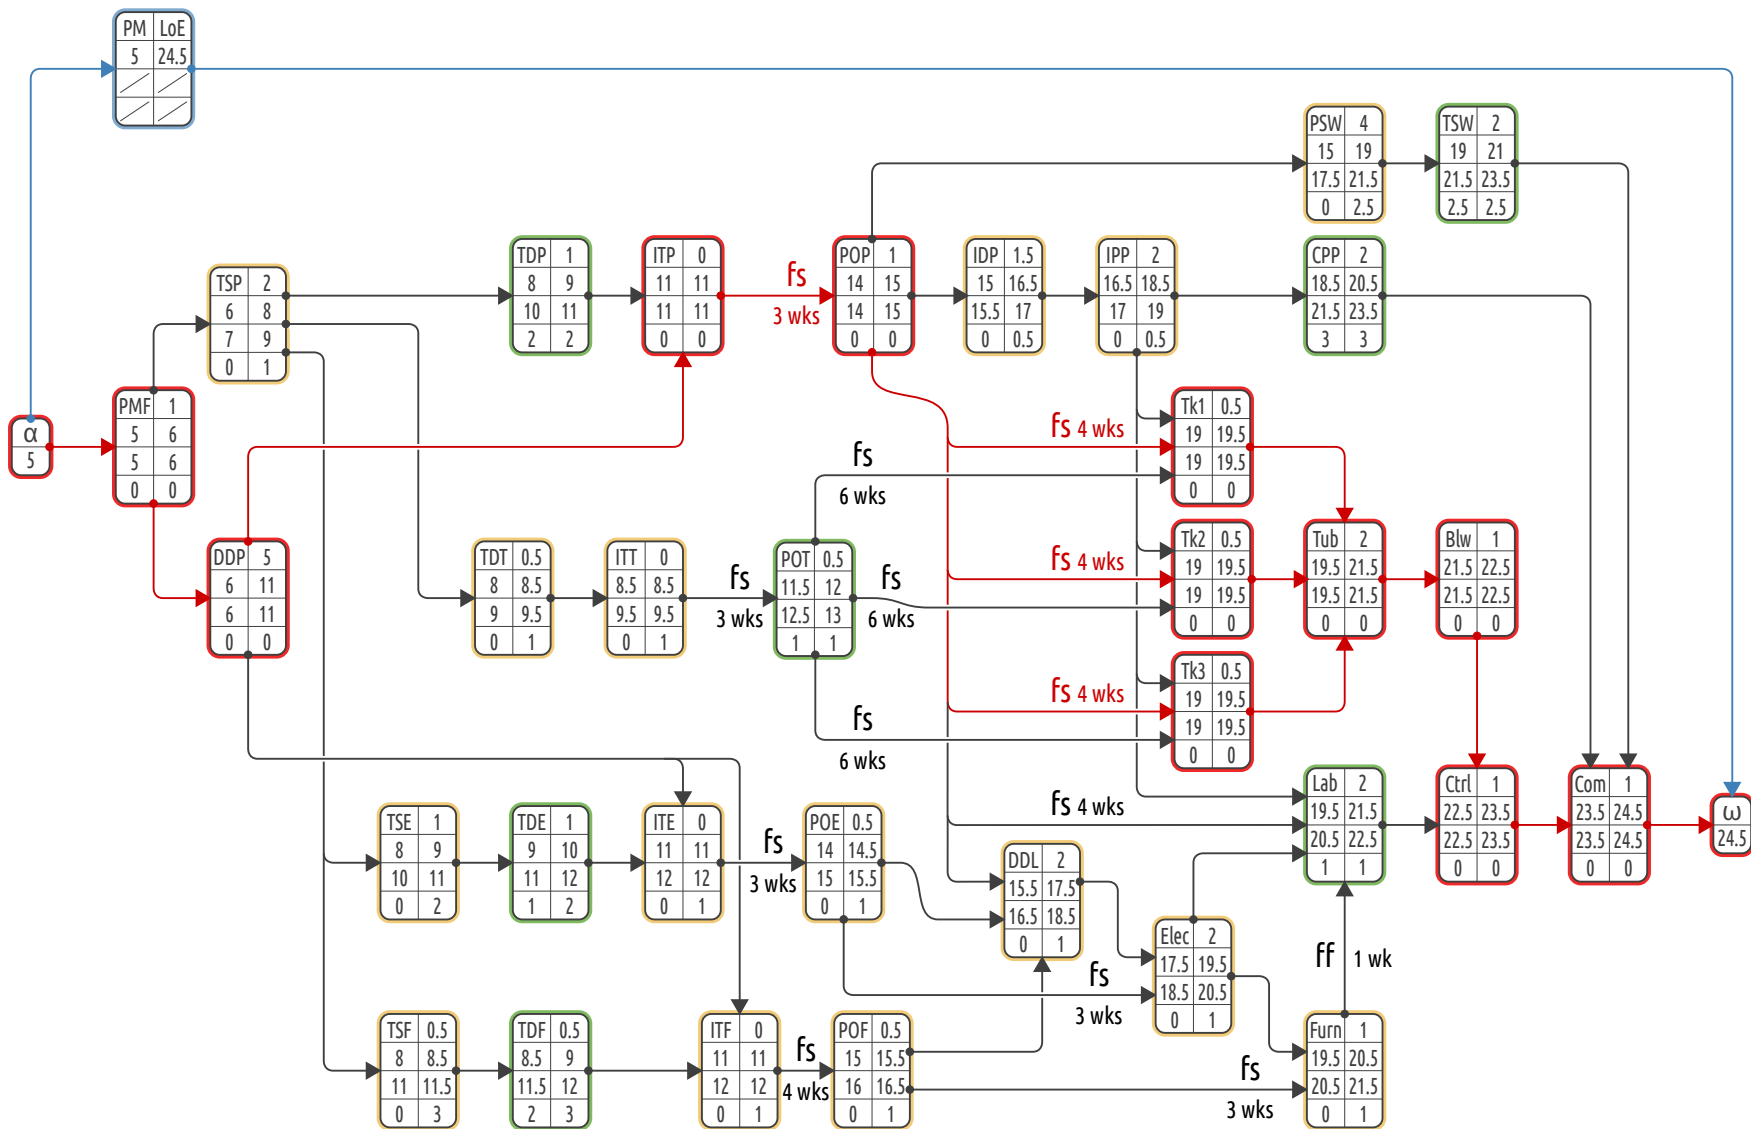 PM LoE
5 24.5
PSW 4
15 19
17.5 21.5
0 2.5
TSW 2
19 21
21.5 23.5
2.5 2.5
TSP 2
6 8
7 9
0 1
TDP 1
8 9
10 11
2 2
ITP 0
11 11
11 11
0 0
fs
3 wks
POP 1
14 15
14 15
0 0
IDP 1.5
15 16.5
15.5 17
0 0.5
IPP 2
16.5 18.5
17 19
0 0.5
CPP 2
18.5 20.5
21.5 23.5
3 3
α
5
PMF 1
5 6
5 6
0 0
fs 4 wks
Tk1 0.5
19 19.5
19 19.5
0 0
fs
6 wks
DDP 5
6 11
6 11
0 0
TDT 0.5
8 8.5
9 9.5
0 1
ITT 0
8.5 8.5
9.5 9.5
0 1
fs
3 wks
POT 0.5
11.5 12
12.5 13
1 1
fs
6 wks
fs 4 wks
Tk2 0.5
19 19.5
19 19.5
0 0
Tub 2
19.5 21.5
19.5 21.5
0 0
Blw 1
21.5 22.5
21.5 22.5
0 0
fs
6 wks
fs 4 wks
Tk3 0.5
19 19.5
19 19.5
0 0
TSE 1
8 9
10 11
0 2
TDE 1
9 10
11 12
1 2
ITE 0
11 11
12 12
0 1
fs
3 wks
POE 0.5
14 14.5
15 15.5
0 1
fs 4 wks
DDL 2
15.5 17.5
16.5 18.5
0 1
Lab 2
19.5 21.5
20.5 22.5
1 1
Ctrl 1
22.5 23.5
22.5 23.5
0 0
Com 1
23.5 24.5
23.5 24.5
0 0
ω
24.5
fs
3 wks
Elec 2
17.5 19.5
18.5 20.5
0 1
ff 1 wk
TSF 0.5
8 8.5
11 11.5
0 3
TDF 0.5
8.5 9
11.5 12
2 3
ITF 0
11 11
12 12
0 1
fs
4 wks
POF 0.5
15 15.5
16 16.5
0 1
fs
3 wks
Furn 1
19.5 20.5
20.5 21.5
0 1